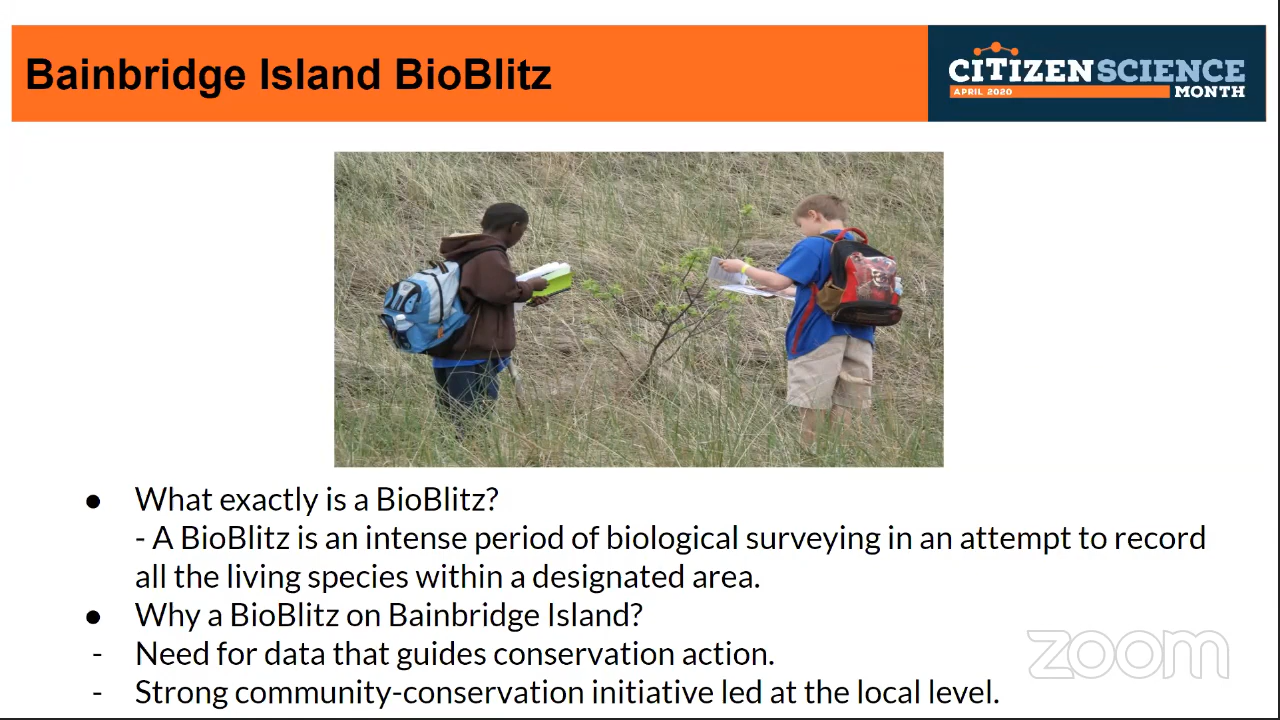 Bainbridge Island BioBlitz
CITIZENSCIENCE
APRIL 2020
MONTH
● What exactly is a BioBlitz?
- A BioBlitz is an intense period of biological surveying in an attempt to record
all the living species within a designated area.
● Why a BioBlitz on Bainbridge Island?
- Need for data that guides conservation action.
- Strong community-conservation initiative led at the local level.
zoom